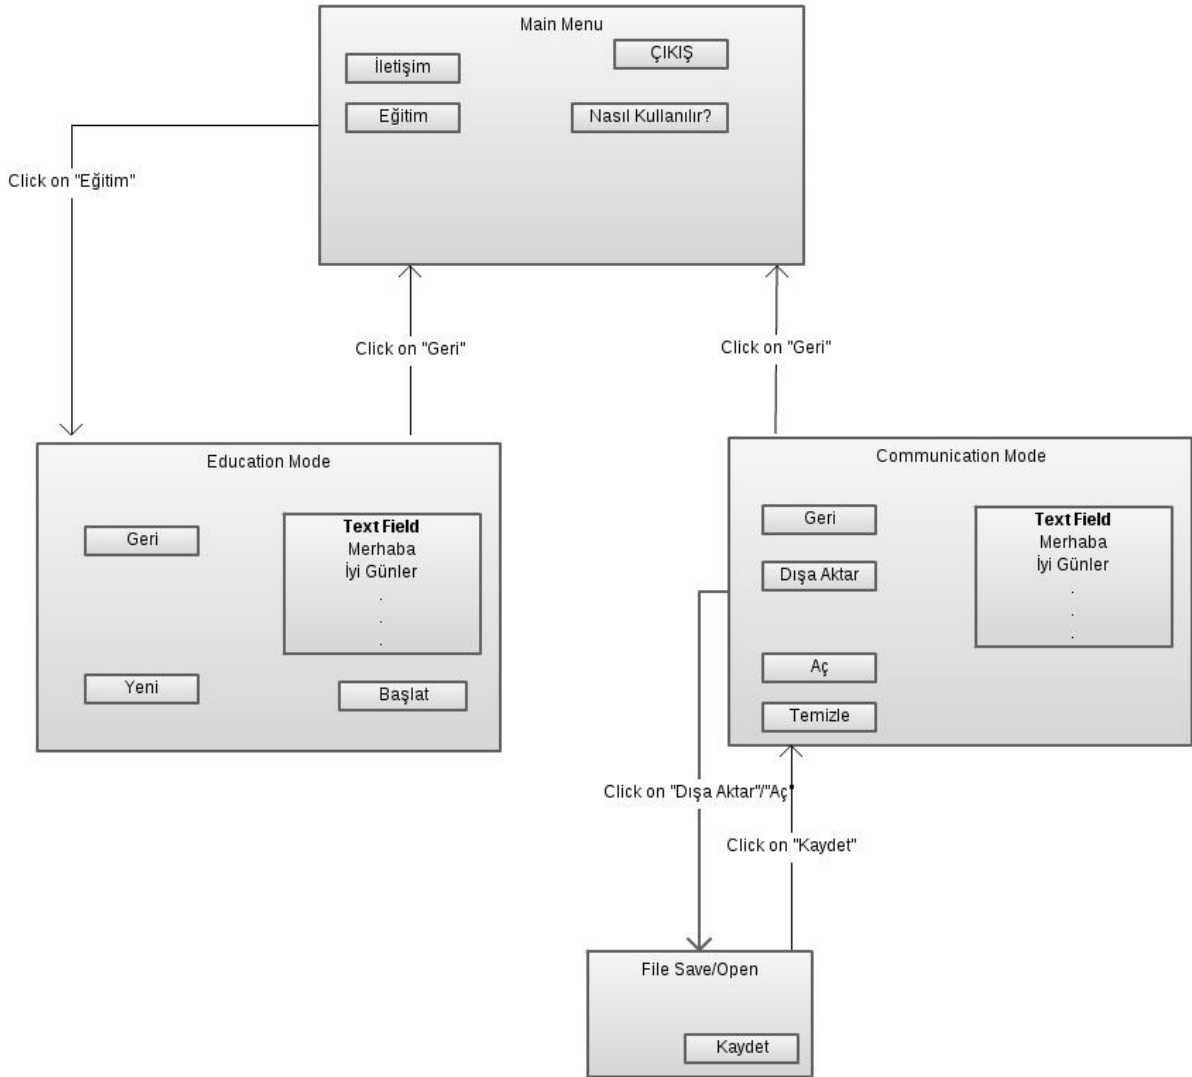 Main Menu
İletişim
ÇIKIŞ
Eğitim
Nasıl Kullanılır?
Click on "Eğitim"
Click on "Geri"
Click on "Geri"
Education Mode
Geri
Text Field
Merhaba
İyi Günler
.
.
.
Yeni
Başlat
Communication Mode
Geri
Dışa Aktar
Text Field
Merhaba
İyi Günler
.
.
.
Aç
Temizle
Click on "Dışa Aktar"/"Aç"
Click on "Kaydet"
File Save/Open
Kaydet